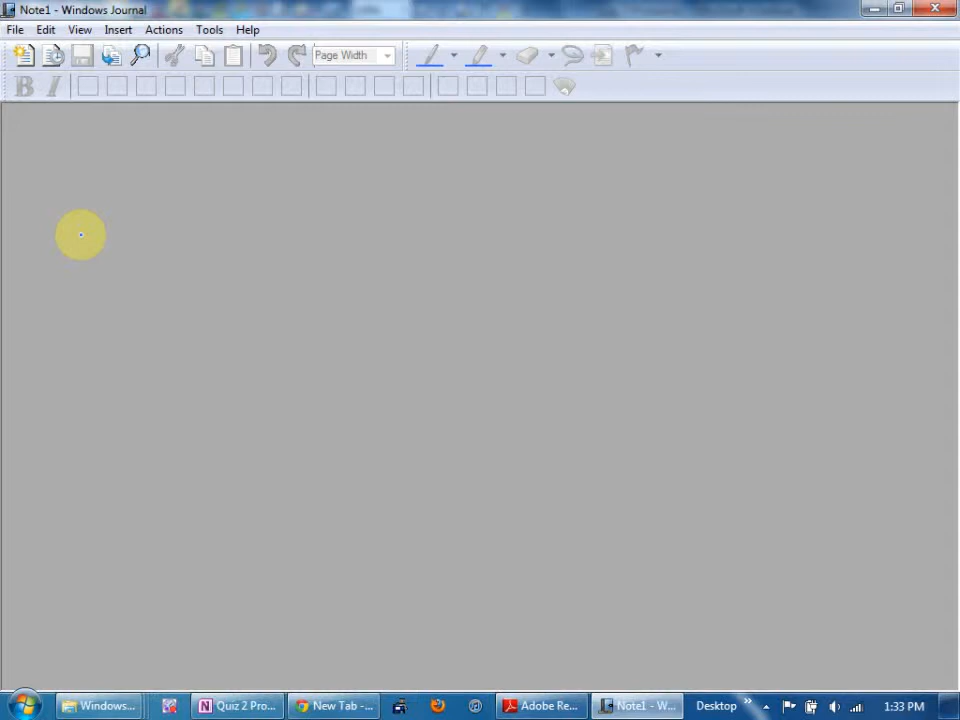 Note1 - Windows Journal
File Edit View Insert Actions Tools Help
Page Width
B I
Windows... Quiz 2 Pro... New Tab -... Adobe Re... Note1 - W... Desktop 1:33 PM